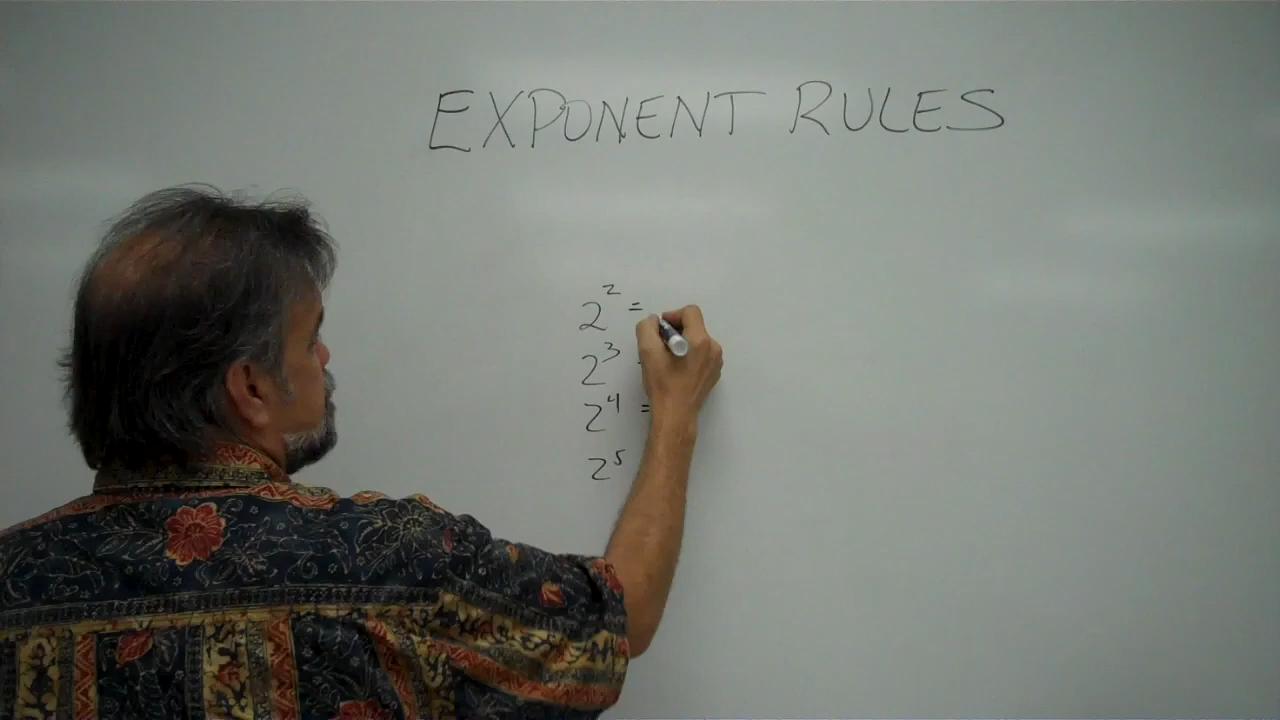 EXPONENT RULES
2² =
2³
2⁴ =
2⁵